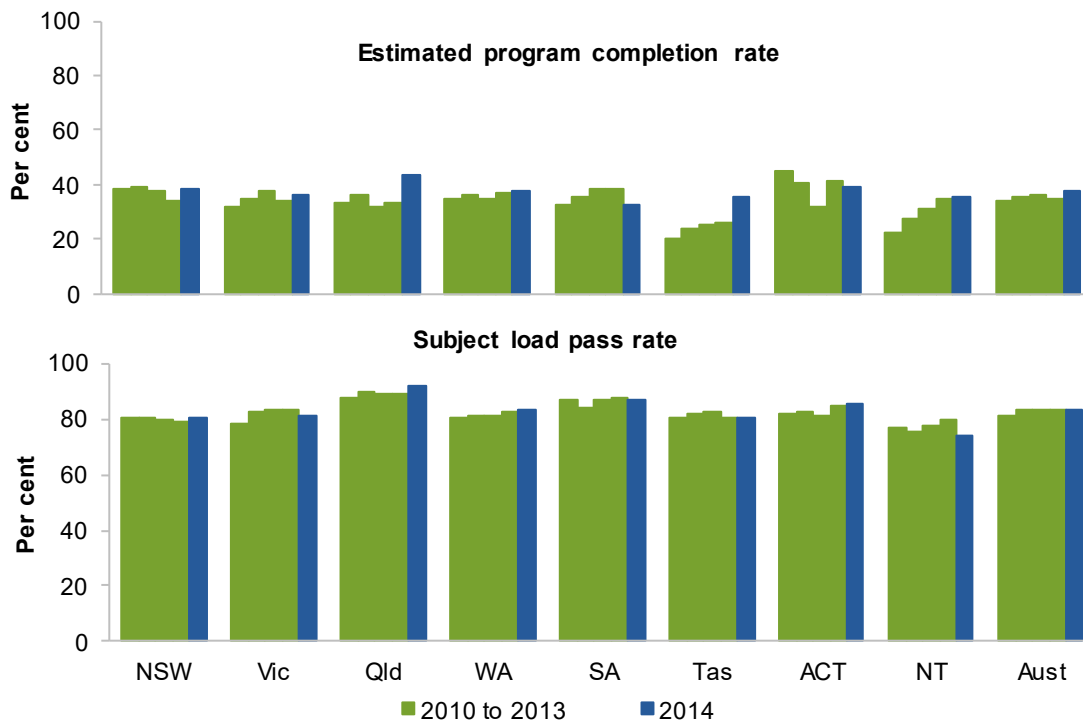 Estimated program completion rate
Per cent
100
80
60
40
20
0
Subject load pass rate
Per cent
100
80
60
40
20
0
NSW Vic Qld WA SA Tas ACT NT Aust
2010 to 2013 2014